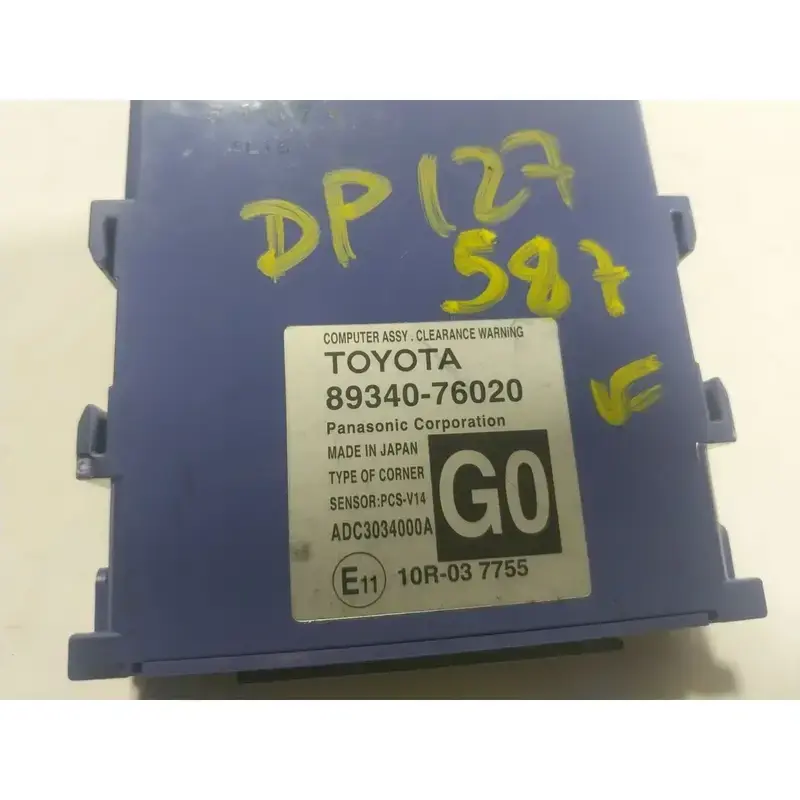 DP 127
587
COMPUTER ASSY . CLEARANCE WARNiNG
TOYOTA
89340-76020
Panasonic Corporation
MADE IN JAPAN
TYPE OF CORNER
SENSOR:PCS-V14
ADC3034000A
G0
E11 10R-03 7755